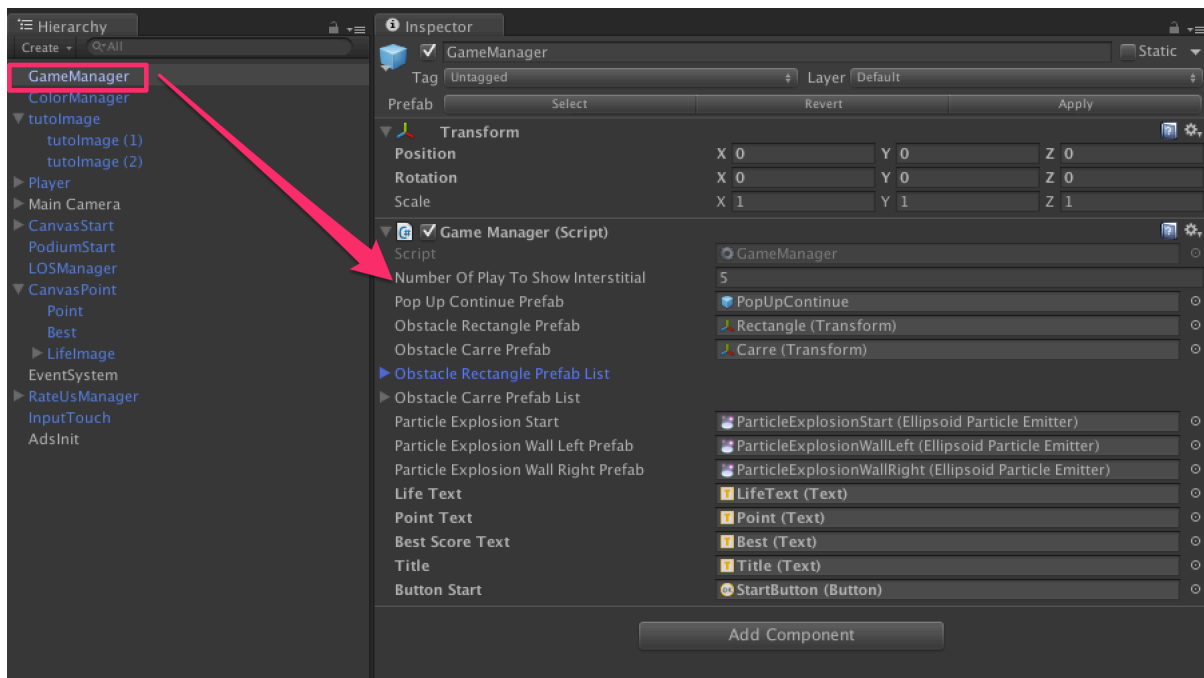 Hierarchy
Create
All
GameManager
ColorManager
tutoImage
tutoImage (1)
tutoImage (2)
Player
Main Camera
CanvasStart
PodiumStart
LOSManager
CanvasPoint
Point
Best
LifeImage
EventSystem
RateUsManager
InputTouch
AdsInit
Inspector
GameManager Static
Tag Untagged Layer Default
Prefab Select Revert Apply
Transform
Position X 0 Y 0 Z 0
Rotation X 0 Y 0 Z 0
Scale X 1 Y 1 Z 1
Game Manager (Script)
Script GameManager
Number Of Play To Show Interstitial 5
Pop Up Continue Prefab PopUpContinue
Obstacle Rectangle Prefab Rectangle (Transform)
Obstacle Carre Prefab Carre (Transform)
Obstacle Rectangle Prefab List
Obstacle Carre Prefab List
Particle Explosion Start ParticleExplosionStart (Ellipsoid Particle Emitter)
Particle Explosion Wall Left Prefab ParticleExplosionWallLeft (Ellipsoid Particle Emitter)
Particle Explosion Wall Right Prefab ParticleExplosionWallRight (Ellipsoid Particle Emitter)
Life Text LifeText (Text)
Point Text Point (Text)
Best Score Text Best (Text)
Title Title (Text)
Button Start StartButton (Button)
Add Component